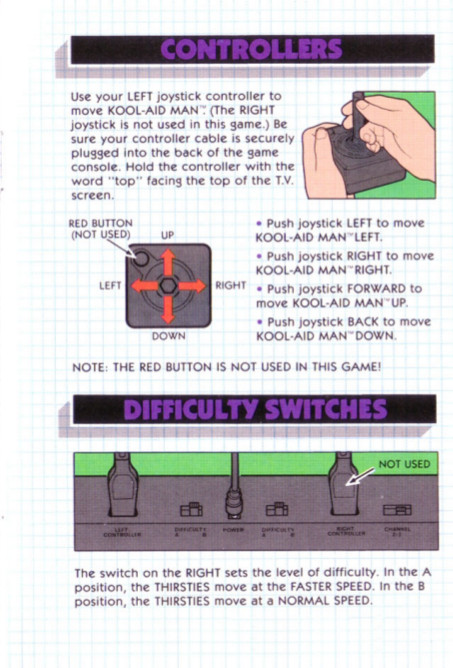 CONTROLLERS
Use your LEFT joystick controller to
move KOOL-AID MAN™. (The RIGHT
joystick is not used in this game.) Be
sure your controller cable is securely
plugged into the back of the game
console. Hold the controller with the
word "top" facing the top of the T.V.
screen.
RED BUTTON
(NOT USED)
UP
LEFT
RIGHT
DOWN
• Push joystick LEFT to move
KOOL-AID MAN™ LEFT.
• Push joystick RIGHT to move
KOOL-AID MAN™ RIGHT.
• Push joystick FORWARD to
move KOOL-AID MAN™ UP.
• Push joystick BACK to move
KOOL-AID MAN™ DOWN.
NOTE: THE RED BUTTON IS NOT USED IN THIS GAME!
DIFFICULTY SWITCHES
NOT USED
LEFT
CONTROLLER
DIFFICULTY
A B
POWER
DIFFICULTY
A B
RIGHT
CONTROLLER
CHANNEL
2-3
The switch on the RIGHT sets the level of difficulty. In the A
position, the THIRSTIES move at the FASTER SPEED. In the B
position, the THIRSTIES move at a NORMAL SPEED.